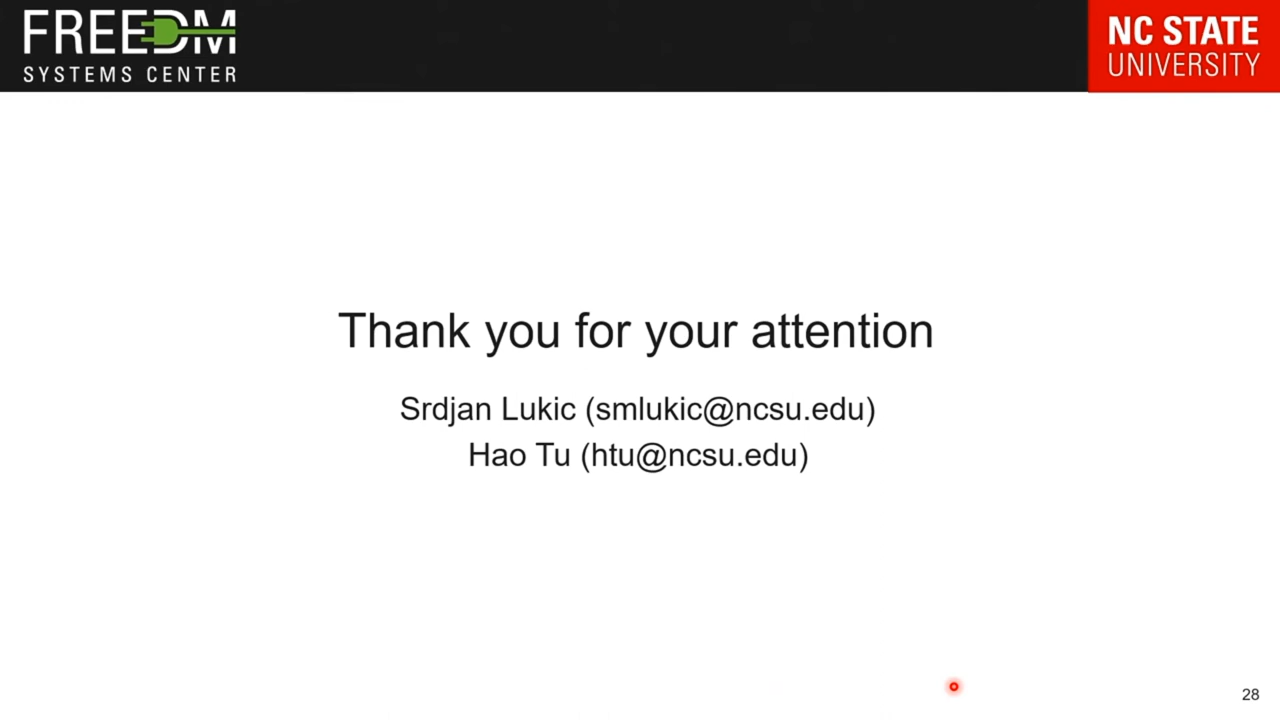 FREEDM
SYSTEMS CENTER
NC STATE
UNIVERSITY
Thank you for your attention
Srdjan Lukic (smlukic@ncsu.edu)
Hao Tu (htu@ncsu.edu)
28